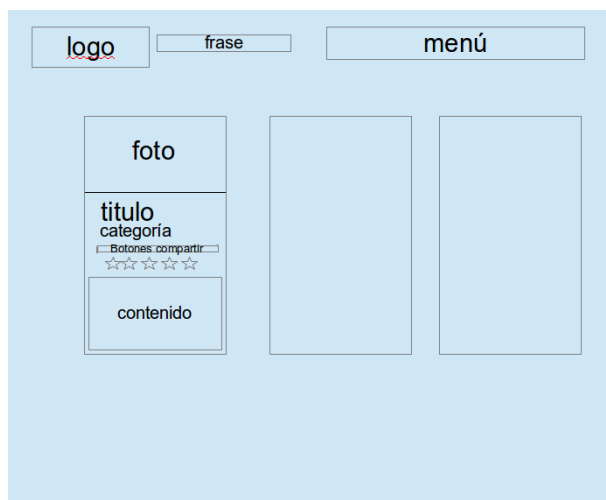 logo
frase
menú
foto
titulo
categoría
Botones compartir
contenido